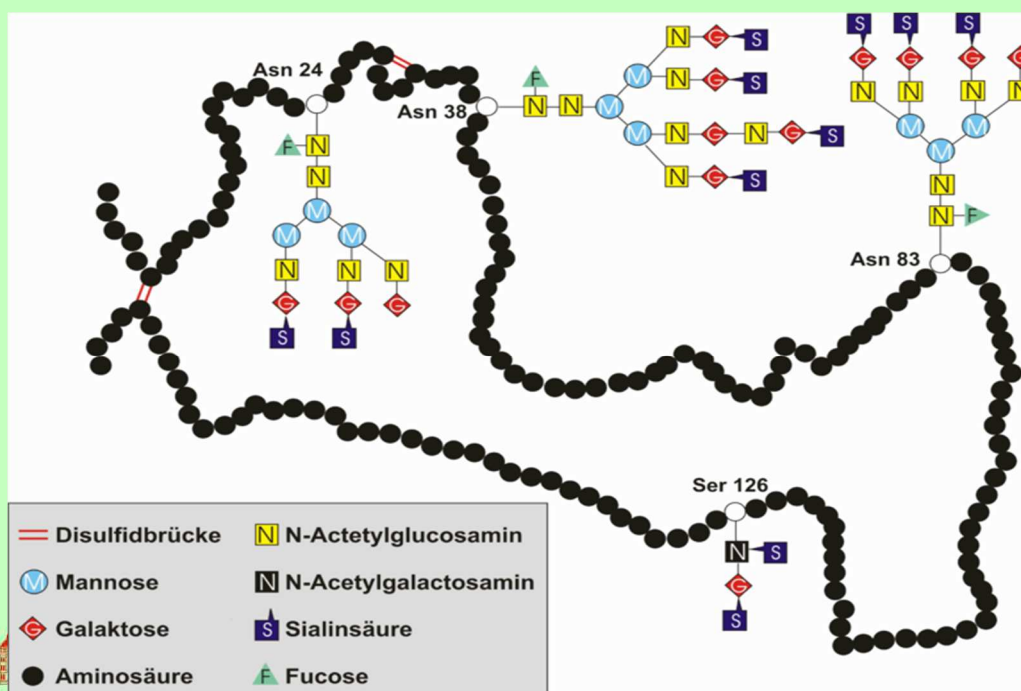 Asn 24
F N
N
M
M M
N N N
G G G
S S
Asn 38
F
N N M
M
M
N G S
N G S
N G N G S
N G S
S S S
G G G G
N N N N
M M
M
N
N F
Asn 83
Ser 126
N S
G
S
Disulfidbrücke
N N-Actetylglucosamin
M Mannose
N N-Acetylgalactosamin
G Galaktose
S Sialinsäure
Aminosäure
F Fucose